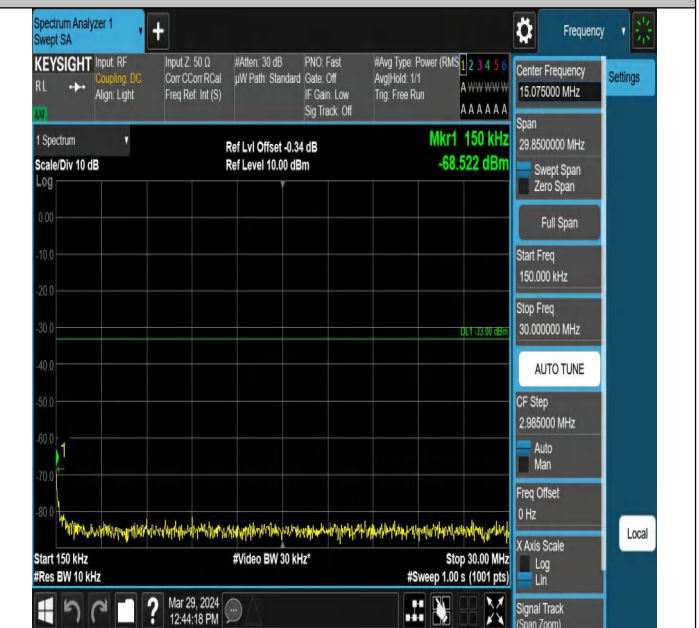 Spectrum Analyzer 1
Swept SA
+
Frequency
KEYSIGHT
RL
LXI
Input: RF
Coupling: DC
Align: Light
Input Z: 50 Ω
Corr CCorr RCal
Freq Ref: Int (S)
#Atten: 30 dB
µW Path: Standard
PNO: Fast
Gate: Off
IF Gain: Low
Sig Track: Off
#Avg Type: Power (RMS
Avg|Hold: 1/1
Trig: Free Run
1 2 3 4 5 6
A W W W W W
A A A A A A
1 Spectrum
Scale/Div 10 dB
Log
Ref Lvl Offset -0.34 dB
Ref Level 10.00 dBm
Mkr1 150 kHz
-68.522 dBm
0.00
-10.0
-20.0
-30.0
DL1 -33.00 dBm
-40.0
-50.0
-60.0
1
-70.0
-80.0
Start 150 kHz
#Res BW 10 kHz
#Video BW 30 kHz*
Stop 30.00 MHz
#Sweep 1.00 s (1001 pts)
?
Mar 29, 2024
12:44:18 PM
Center Frequency
15.075000 MHz
Settings
Span
29.8500000 MHz
Swept Span
Zero Span
Full Span
Start Freq
150.000 kHz
Stop Freq
30.000000 MHz
AUTO TUNE
CF Step
2.985000 MHz
Auto
Man
Freq Offset
0 Hz
Local
X Axis Scale
Log
Lin
Signal Track
(Span Zoom)